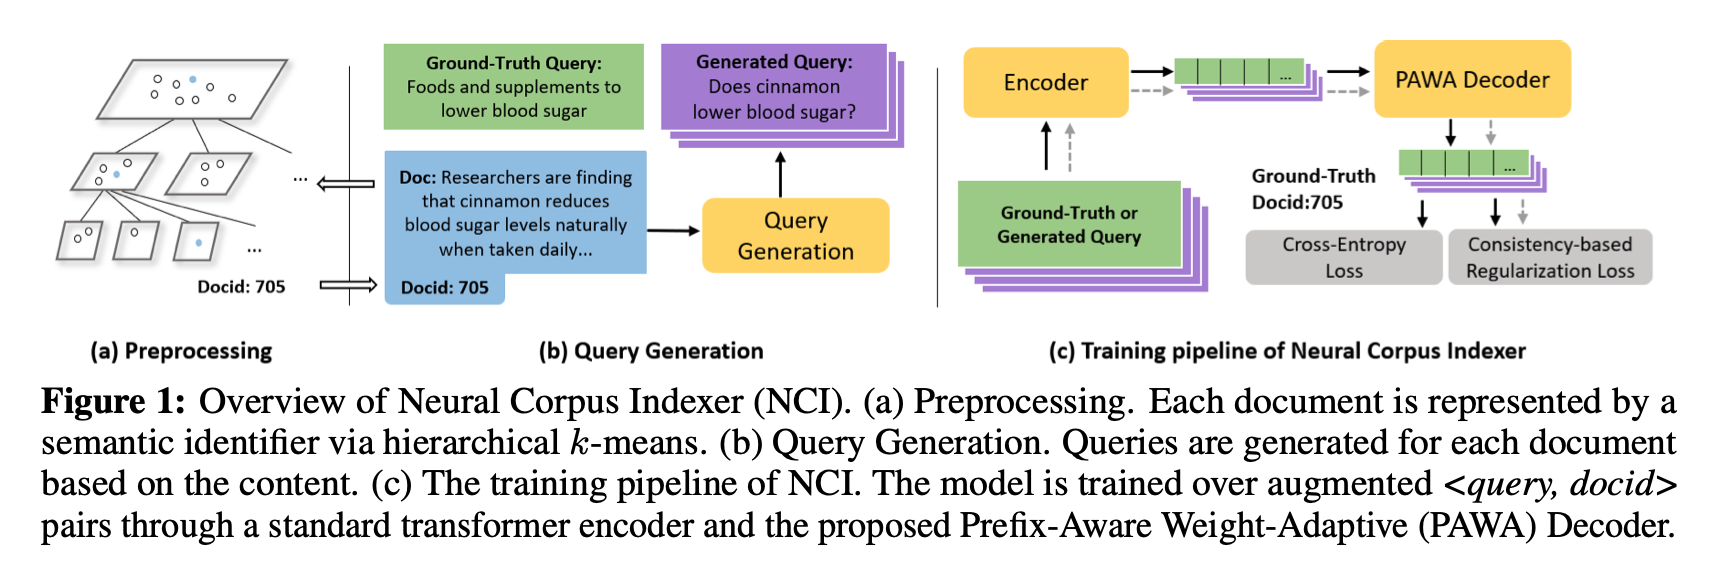 Docid: 705
(a) Preprocessing
...
...
Ground-Truth Query:
Foods and supplements to
lower blood sugar
Generated Query:
Does cinnamon
lower blood sugar?
Doc: Researchers are finding
that cinnamon reduces
blood sugar levels naturally
when taken daily...
Docid: 705
Query
Generation
(b) Query Generation
Encoder
...
PAWA Decoder
Ground-Truth or
Generated Query
...
Ground-Truth
Docid:705
Cross-Entropy
Loss
Consistency-based
Regularization Loss
(c) Training pipeline of Neural Corpus Indexer
Figure 1: Overview of Neural Corpus Indexer (NCI). (a) Preprocessing. Each document is represented by a
semantic identifier via hierarchical k-means. (b) Query Generation. Queries are generated for each document
based on the content. (c) The training pipeline of NCI. The model is trained over augmented <query, docid>
pairs through a standard transformer encoder and the proposed Prefix-Aware Weight-Adaptive (PAWA) Decoder.